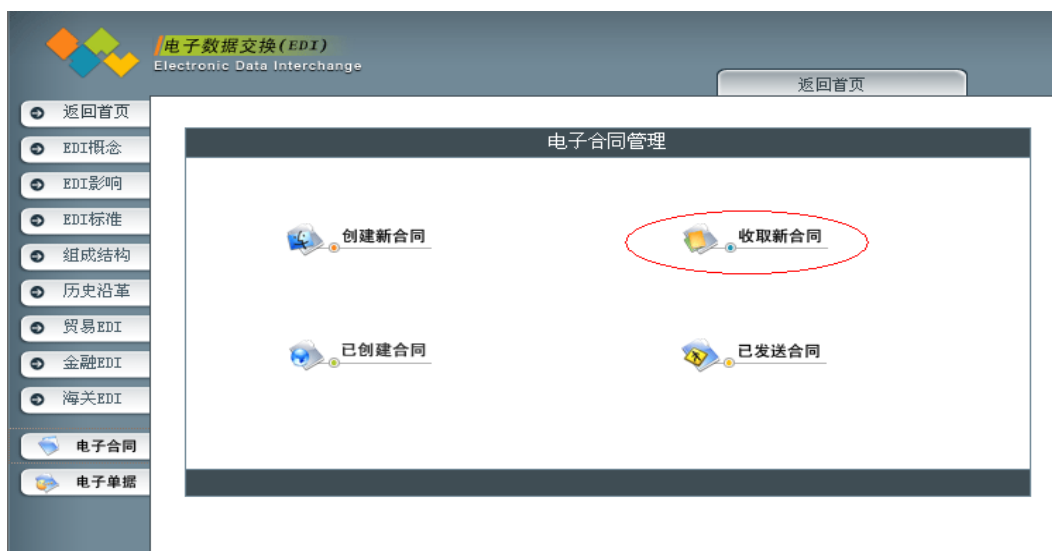 电子数据交换(EDI)
Electronic Data Interchange
返回首页
返回首页
EDI概念
EDI影响
EDI标准
组成结构
历史沿革
贸易EDI
金融EDI
海关EDI
电子合同
电子单据
电子合同管理
创建新合同
收取新合同
已创建合同
已发送合同